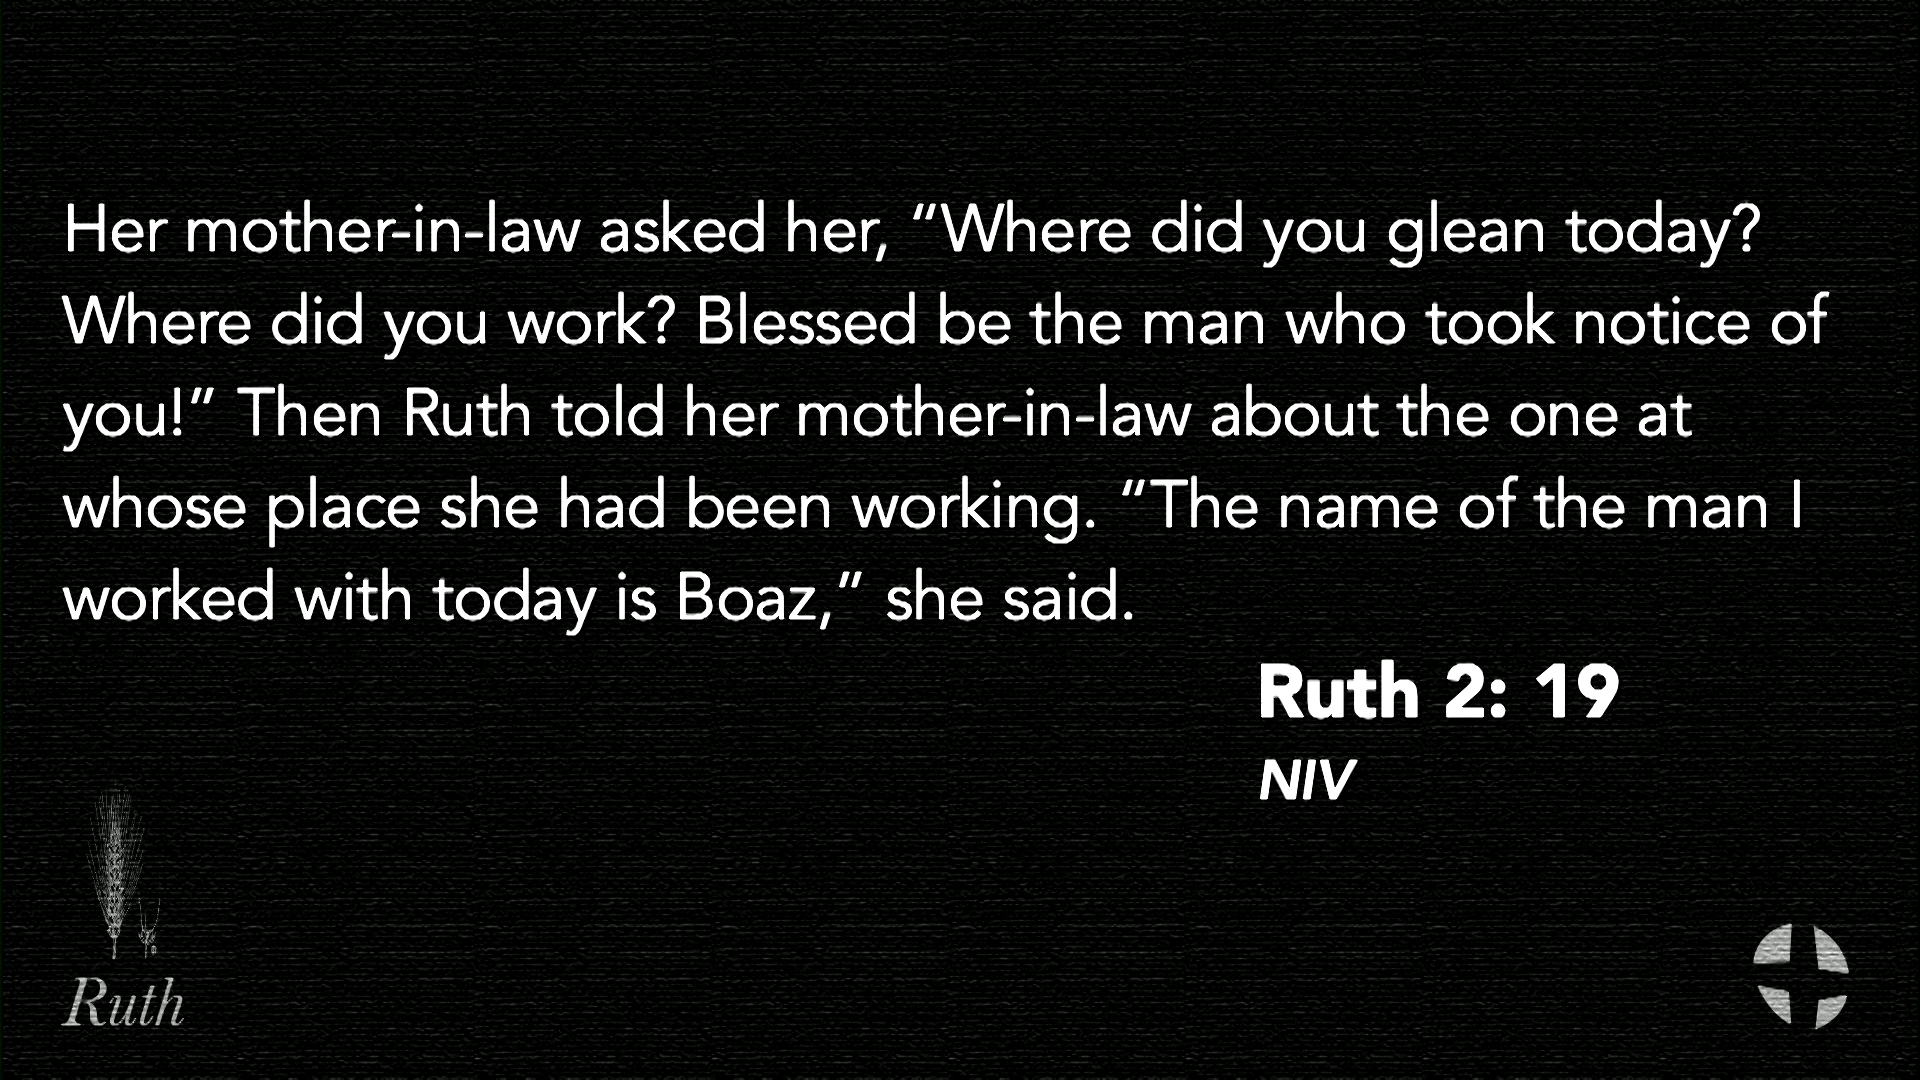 Her mother-in-law asked her, “Where did you glean today?
Where did you work? Blessed be the man who took notice of
you!” Then Ruth told her mother-in-law about the one at
whose place she had been working. “The name of the man I
worked with today is Boaz,” she said.
Ruth 2: 19
NIV
Ruth